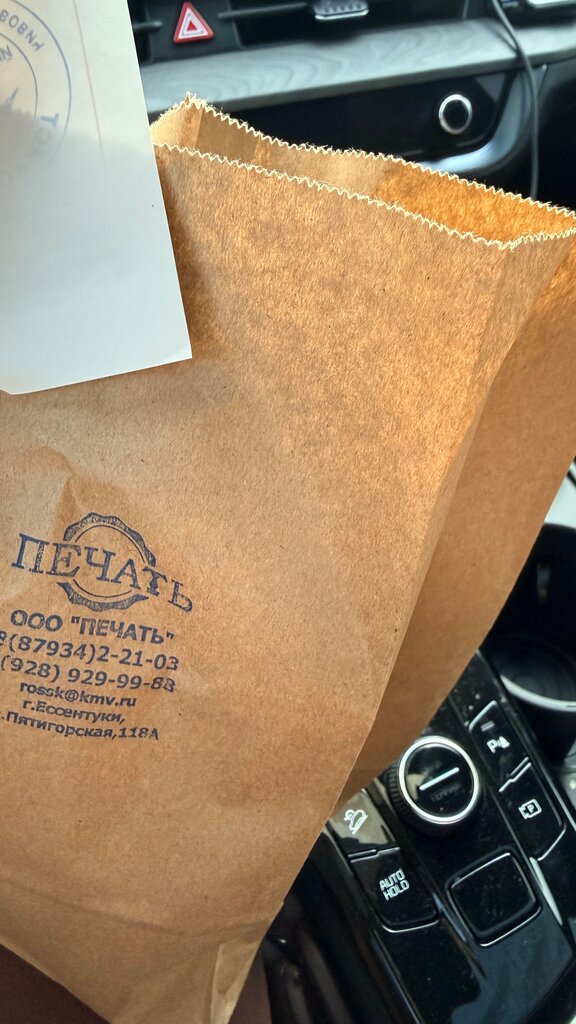 ПЕЧАТЬ
ООО "ПЕЧАТЬ"
8(87934)2-21-03
(928) 929-99-88
rossk@kmv.ru
г.Ессентуки,
.Пятигорская,118А
AUTO
HOLD